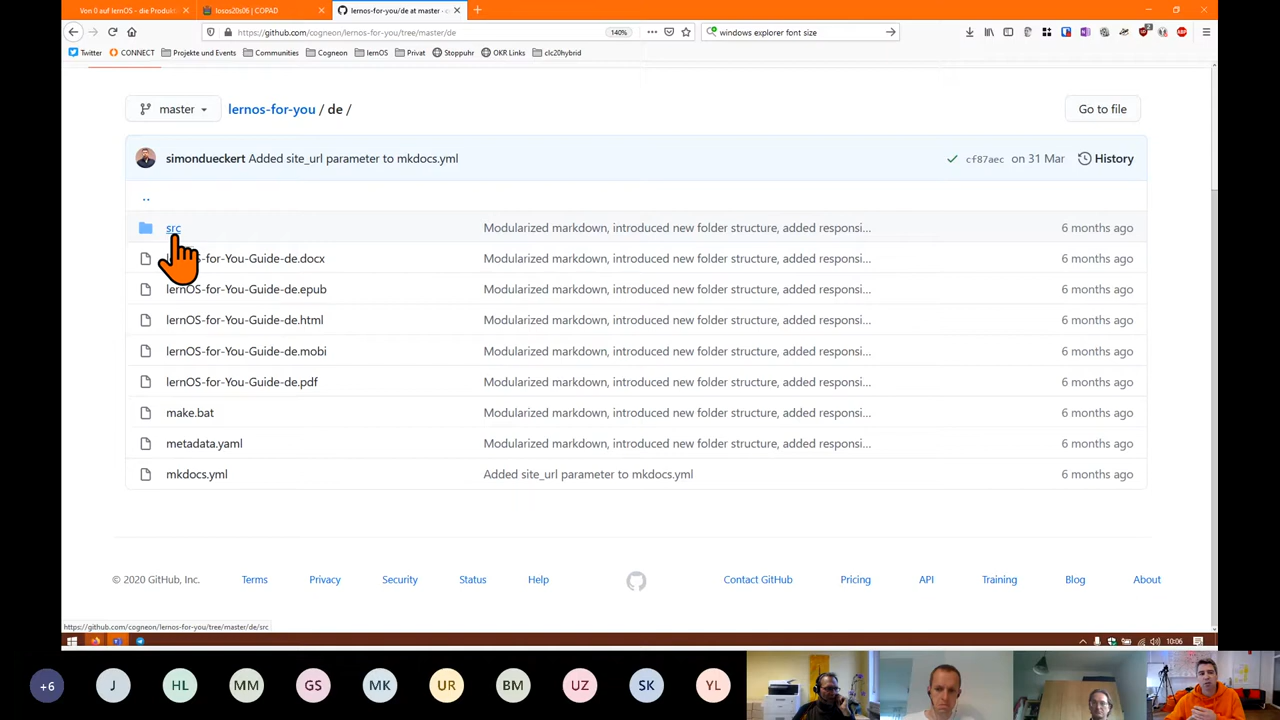 Von 0 auf lernOS - die Produkti
losos20s06 | COPAD
lernos-for-you/de at master · c
https://github.com/cogneon/lernos-for-you/tree/master/de
140%
windows explorer font size
Twitter
CONNECT
Projekte und Events
Communities
Cogneon
lernOS
Privat
Stoppuhr
OKR Links
clc20hybrid
master
lernos-for-you / de /
Go to file
simondueckert Added site_url parameter to mkdocs.yml
cf87aec on 31 Mar
History
..
src
Modularized markdown, introduced new folder structure, added responsi...
6 months ago
S-for-You-Guide-de.docx
Modularized markdown, introduced new folder structure, added responsi...
6 months ago
lernOS-for-You-Guide-de.epub
Modularized markdown, introduced new folder structure, added responsi...
6 months ago
lernOS-for-You-Guide-de.html
Modularized markdown, introduced new folder structure, added responsi...
6 months ago
lernOS-for-You-Guide-de.mobi
Modularized markdown, introduced new folder structure, added responsi...
6 months ago
lernOS-for-You-Guide-de.pdf
Modularized markdown, introduced new folder structure, added responsi...
6 months ago
make.bat
Modularized markdown, introduced new folder structure, added responsi...
6 months ago
metadata.yaml
Modularized markdown, introduced new folder structure, added responsi...
6 months ago
mkdocs.yml
Added site_url parameter to mkdocs.yml
6 months ago
© 2020 GitHub, Inc.
Terms
Privacy
Security
Status
Help
Contact GitHub
Pricing
API
Training
Blog
About
https://github.com/cogneon/lernos-for-you/tree/master/de/src
10:06
+6
J
HL
MM
GS
MK
UR
BM
UZ
SK
YL